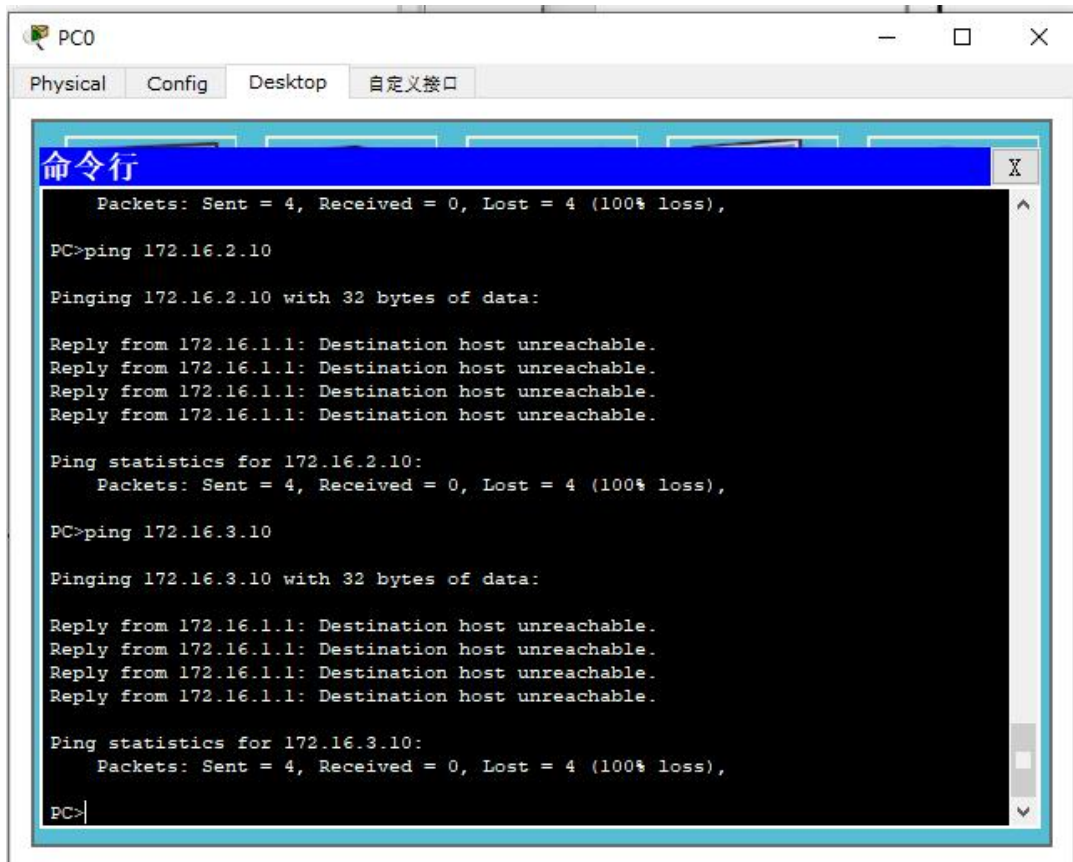 PC0
Physical Config Desktop 自定义接口
命令行 X
Packets: Sent = 4, Received = 0, Lost = 4 (100% loss),
PC>ping 172.16.2.10
Pinging 172.16.2.10 with 32 bytes of data:
Reply from 172.16.1.1: Destination host unreachable.
Reply from 172.16.1.1: Destination host unreachable.
Reply from 172.16.1.1: Destination host unreachable.
Reply from 172.16.1.1: Destination host unreachable.
Ping statistics for 172.16.2.10:
Packets: Sent = 4, Received = 0, Lost = 4 (100% loss),
PC>ping 172.16.3.10
Pinging 172.16.3.10 with 32 bytes of data:
Reply from 172.16.1.1: Destination host unreachable.
Reply from 172.16.1.1: Destination host unreachable.
Reply from 172.16.1.1: Destination host unreachable.
Reply from 172.16.1.1: Destination host unreachable.
Ping statistics for 172.16.3.10:
Packets: Sent = 4, Received = 0, Lost = 4 (100% loss),
PC>